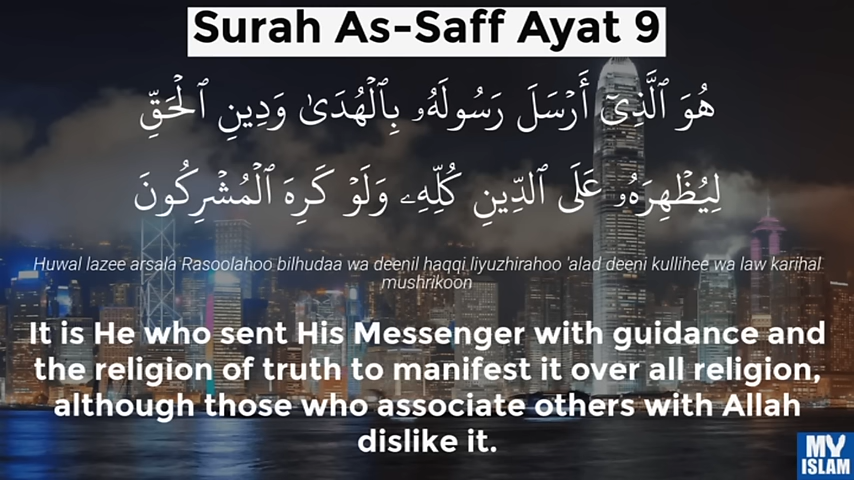 Surah As-Saff Ayat 9
هُوَ ٱلَّذِىٓ أَرْسَلَ رَسُولَهُۥ بِٱلْهُدَىٰ وَدِينِ ٱلْحَقِّ
لِيُظْهِرَهُۥ عَلَى ٱلدِّينِ كُلِّهِۦ وَلَوْ كَرِهَ ٱلْمُشْرِكُونَ
Huwal lazee arsala Rasoolahoo bilhudaa wa deenil haqqi liyuzhirahoo 'alad deeni kullihee wa law karihal
mushrikoon
It is He who sent His Messenger with guidance and
the religion of truth to manifest it over all religion,
although those who associate others with Allah
dislike it.
MY
ISLAM